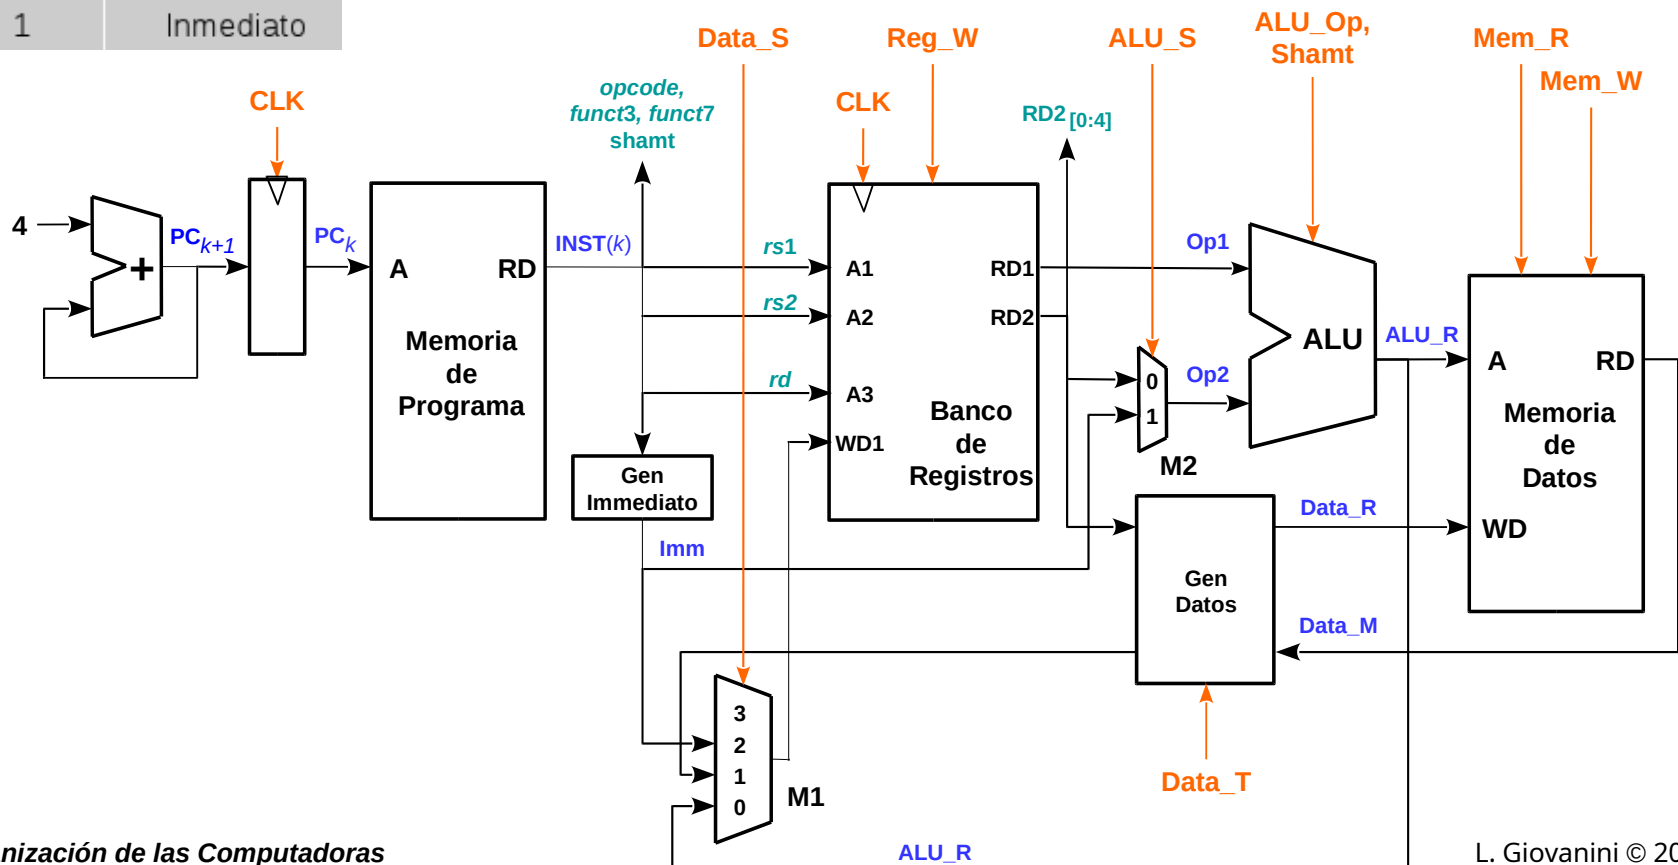 1 Inmediato
Data_S
Reg_W
ALU_S
ALU_Op,
Shamt
Mem_R
Mem_W
CLK
opcode,
funct3, funct7
shamt
CLK
RD2 [0:4]
4
+
PCk+1
PCk
A
RD
Memoria
de
Programa
INST(k)
rs1
rs2
rd
A1
A2
A3
WD1
RD1
RD2
Banco
de
Registros
Gen
Immediato
Imm
0
1
M2
Op1
Op2
ALU
ALU_R
A
RD
Memoria
de
Datos
WD
Data_R
Gen
Datos
Data_M
Data_T
3
2
1
0
M1
ALU_R
nización de las Computadoras
L. Giovanini © 20